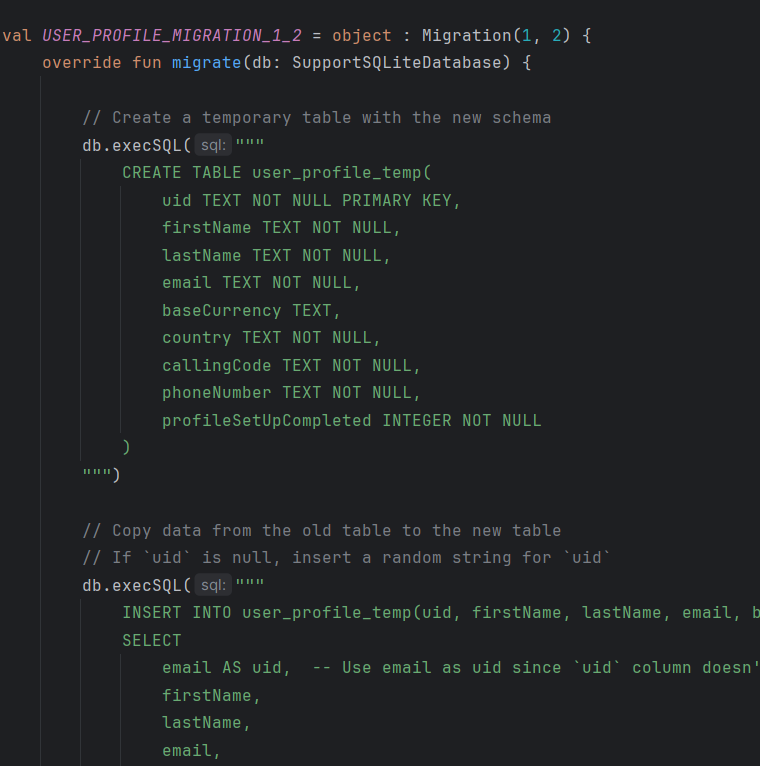 val USER_PROFILE_MIGRATION_1_2 = object : Migration(1, 2) {
override fun migrate(db: SupportSQLiteDatabase) {
// Create a temporary table with the new schema
db.execSQL( sql: """
CREATE TABLE user_profile_temp(
uid TEXT NOT NULL PRIMARY KEY,
firstName TEXT NOT NULL,
lastName TEXT NOT NULL,
email TEXT NOT NULL,
baseCurrency TEXT,
country TEXT NOT NULL,
callingCode TEXT NOT NULL,
phoneNumber TEXT NOT NULL,
profileSetUpCompleted INTEGER NOT NULL
)
""")
// Copy data from the old table to the new table
// If `uid` is null, insert a random string for `uid`
db.execSQL( sql: """
INSERT INTO user_profile_temp(uid, firstName, lastName, email, b
SELECT
email AS uid,  -- Use email as uid since `uid` column doesn'
firstName,
lastName,
email,